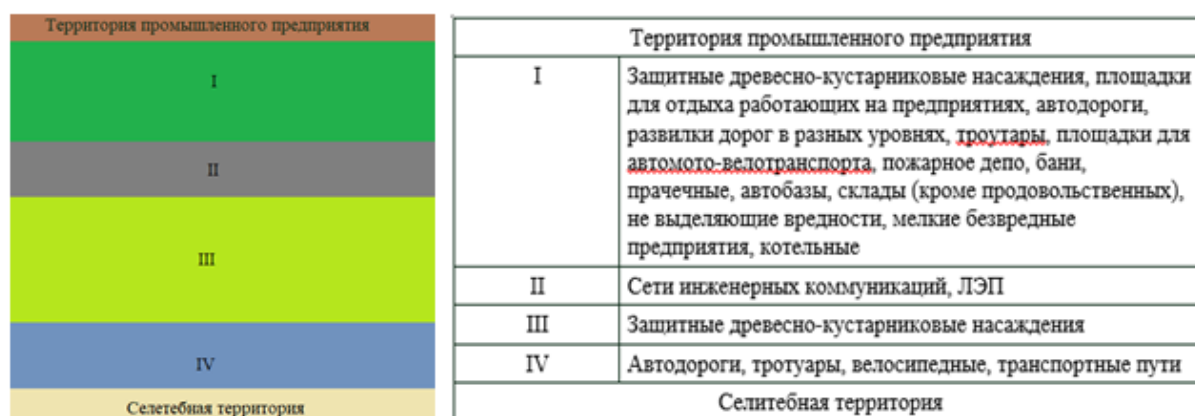 Территория промышленного предприятия
I
II
III
IV
Селетебная территория
Территория промышленного предприятия
I
Защитные древесно-кустарниковые насаждения, площадки
для отдыха работающих на предприятиях, автодороги,
развилки дорог в разных уровнях, троутары, площадки для
автомото-велотранспорта, пожарное депо, бани,
прачечные, автобазы, склады (кроме продовольственных),
не выделяющие вредности, мелкие безвредные
предприятия, котельные
II
Сети инженерных коммуникаций, ЛЭП
III
Защитные древесно-кустарниковые насаждения
IV
Автодороги, тротуары, велосипедные, транспортные пути
Селитебная территория